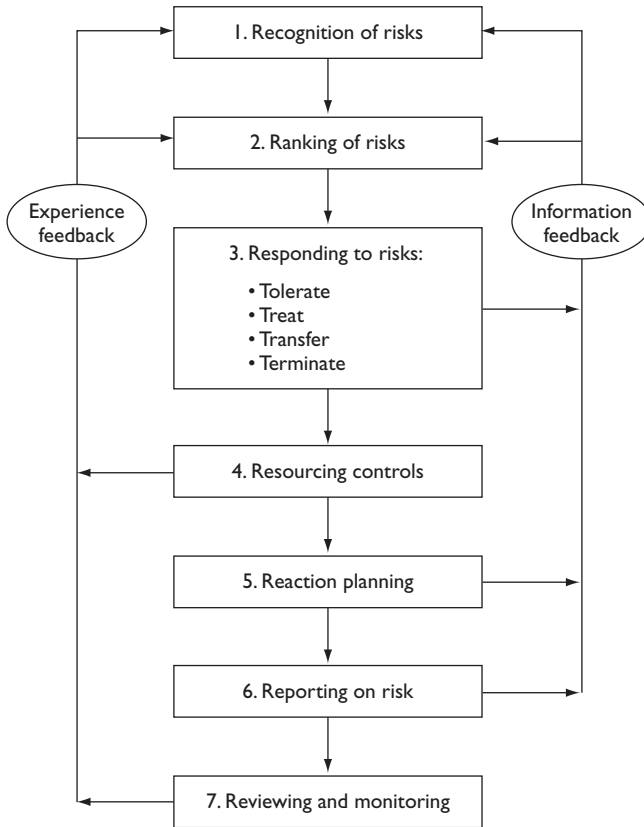 1. Recognition of risks
2. Ranking of risks
Experience
feedback
Information
feedback
3. Responding to risks:
• Tolerate
• Treat
• Transfer
• Terminate
4. Resourcing controls
5. Reaction planning
6. Reporting on risk
7. Reviewing and monitoring